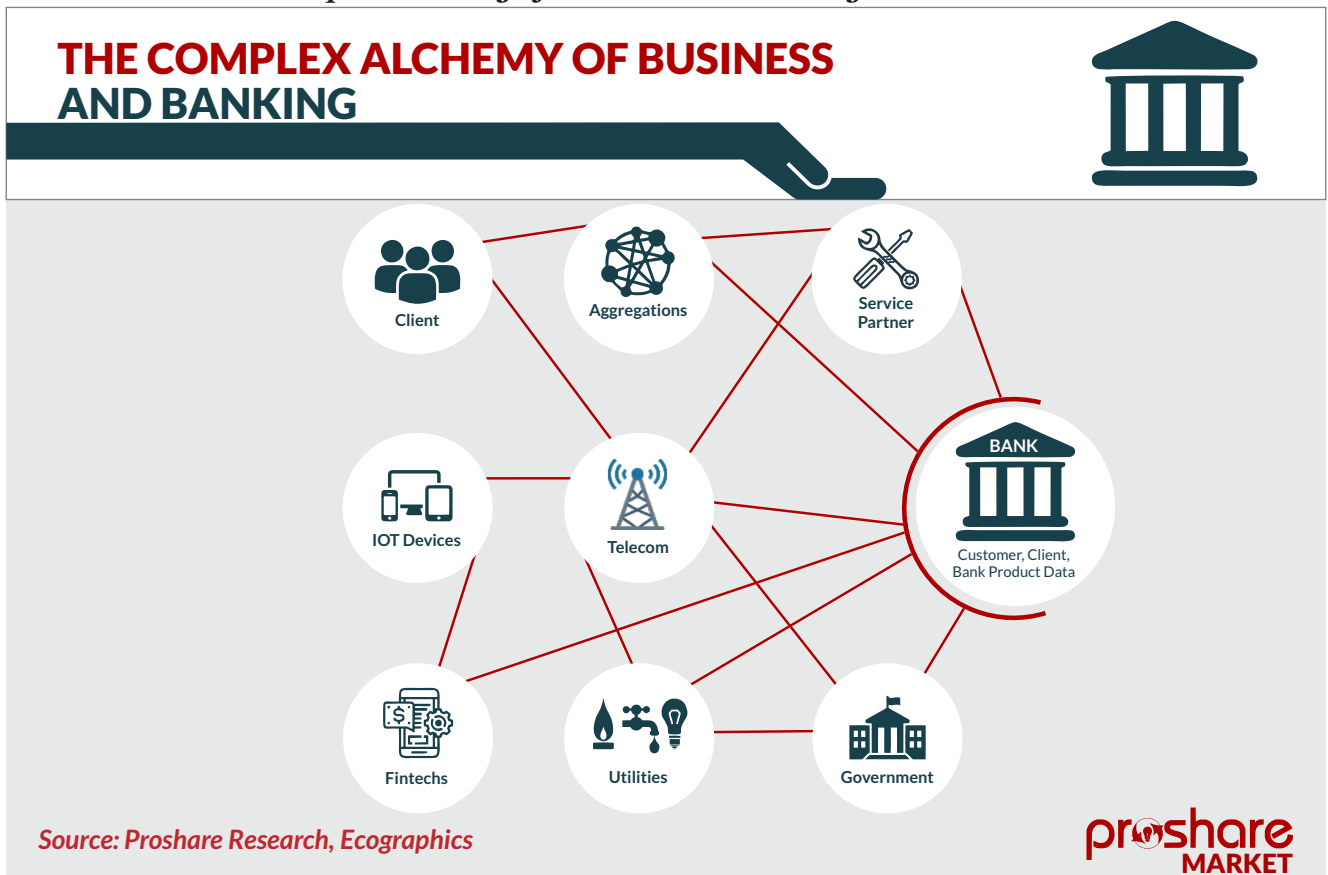 THE COMPLEX ALCHEMY OF BUSINESS
AND BANKING
Client
Aggregations
Service
Partner
BANK
Customer, Client,
Bank Product Data
IOT Devices
Telecom
$
Fintechs
Utilities
Government
Source: Proshare Research, Ecographics
proshare
MARKET